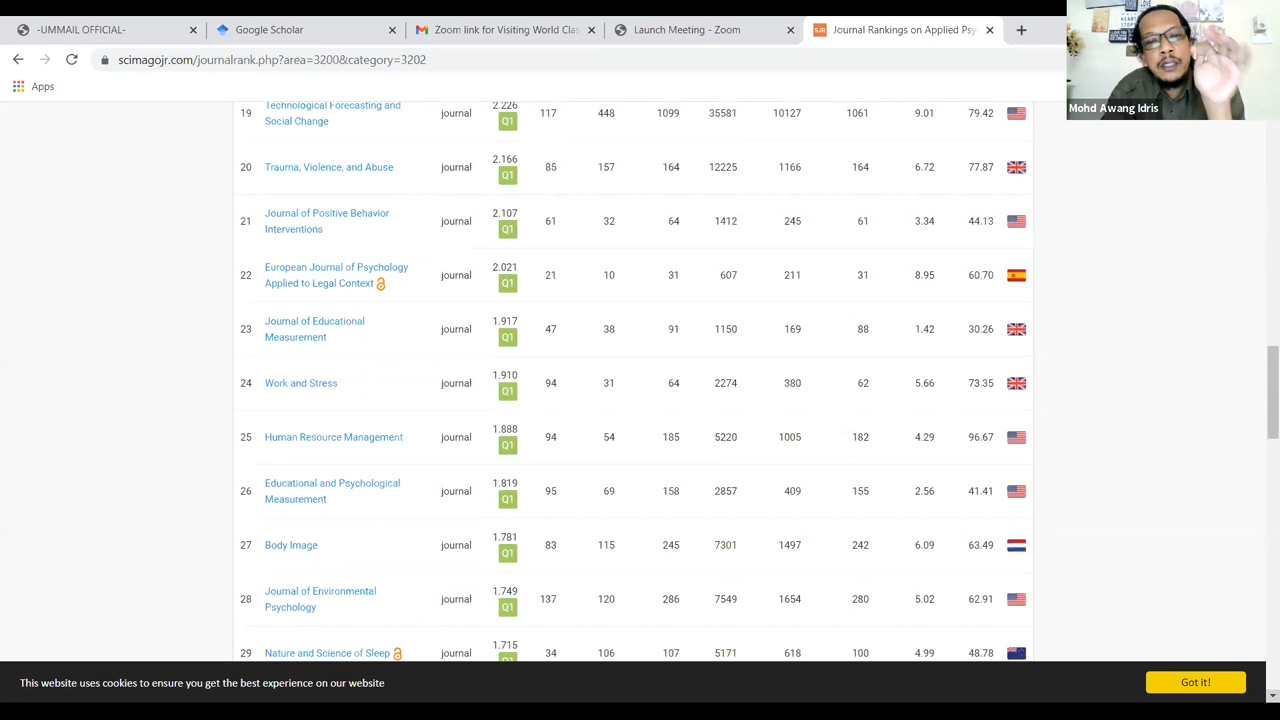 -UMMAIL OFFICIAL-
Google Scholar
Zoom link for Visiting World Clas
Launch Meeting - Zoom
Journal Rankings on Applied Psy
scimagojr.com/journalrank.php?area=3200&category=3202
Apps
Mohd Awang Idris
19 Technological Forecasting and Social Change journal 2.226 Q1 117 448 1099 35581 10127 1061 9.01 79.42
20 Trauma, Violence, and Abuse journal 2.166 Q1 85 157 164 12225 1166 164 6.72 77.87
21 Journal of Positive Behavior Interventions journal 2.107 Q1 61 32 64 1412 245 61 3.34 44.13
22 European Journal of Psychology Applied to Legal Context journal 2.021 Q1 21 10 31 607 211 31 8.95 60.70
23 Journal of Educational Measurement journal 1.917 Q1 47 38 91 1150 169 88 1.42 30.26
24 Work and Stress journal 1.910 Q1 94 31 64 2274 380 62 5.66 73.35
25 Human Resource Management journal 1.888 Q1 94 54 185 5220 1005 182 4.29 96.67
26 Educational and Psychological Measurement journal 1.819 Q1 95 69 158 2857 409 155 2.56 41.41
27 Body Image journal 1.781 Q1 83 115 245 7301 1497 242 6.09 63.49
28 Journal of Environmental Psychology journal 1.749 Q1 137 120 286 7549 1654 280 5.02 62.91
29 Nature and Science of Sleep journal 1.715 Q1 34 106 107 5171 618 100 4.99 48.78
This website uses cookies to ensure you get the best experience on our website
Got it!